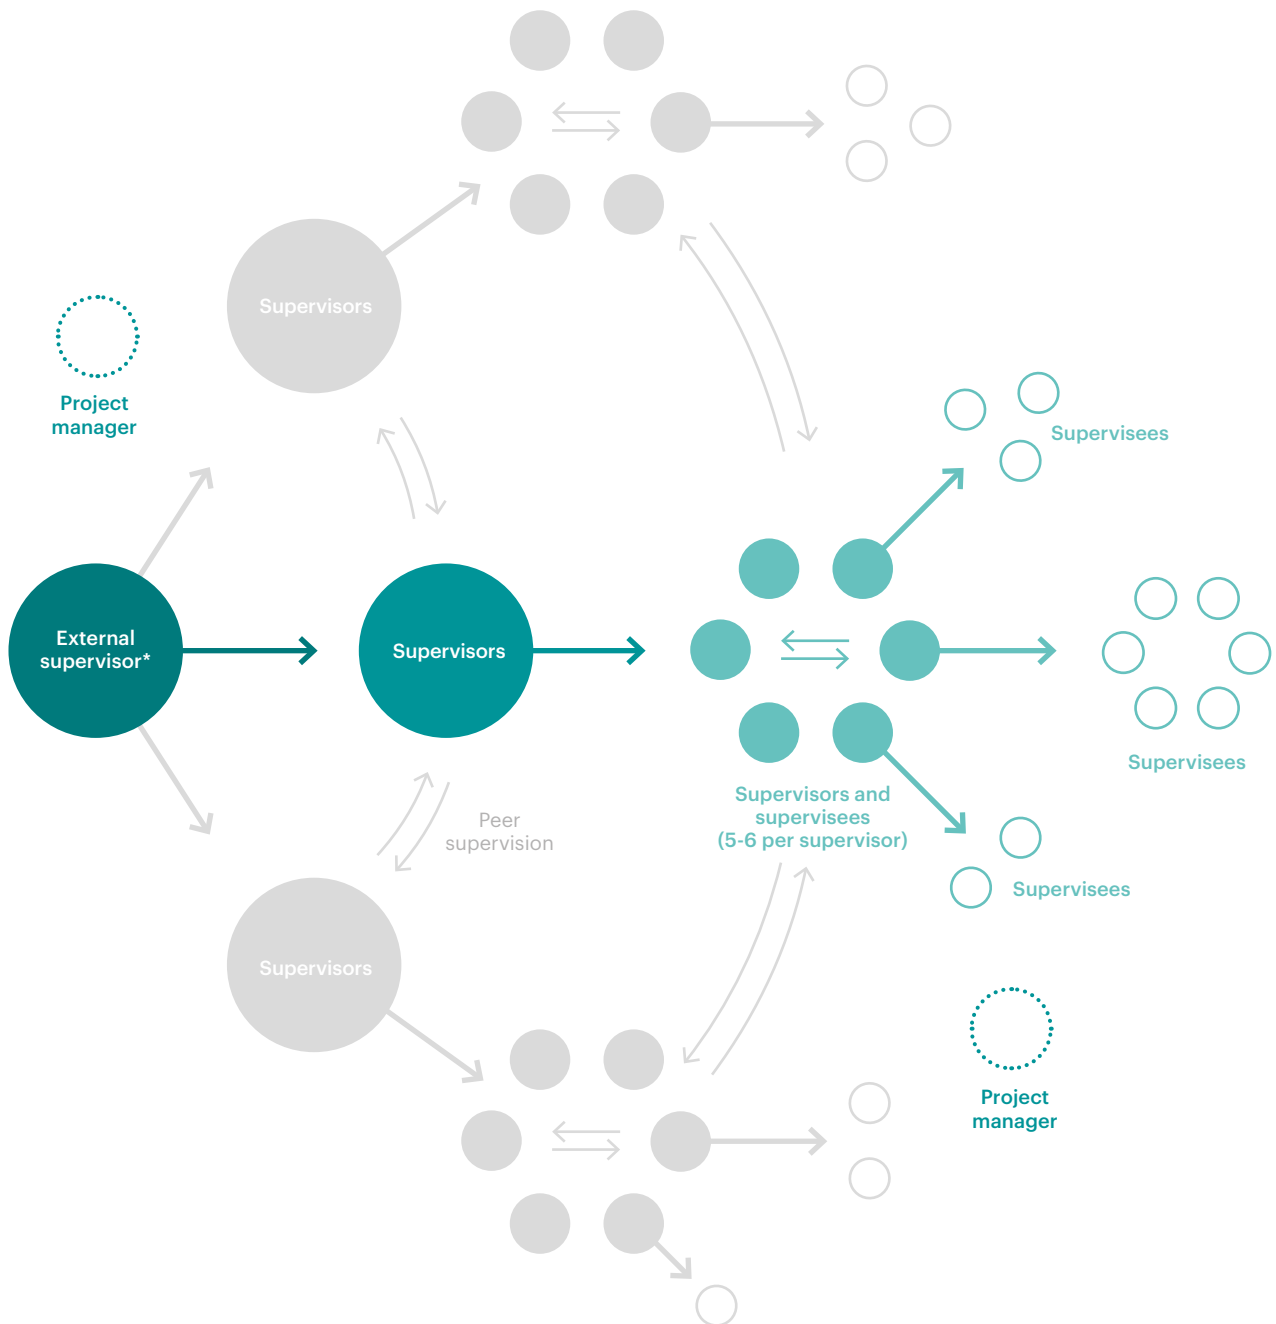 Supervisors
Project
manager
Supervisees
External
supervisor*
Supervisors
Supervisees
Supervisors and
supervisees
(5-6 per supervisor)
Peer
supervision
Supervisees
Supervisors
Project
manager